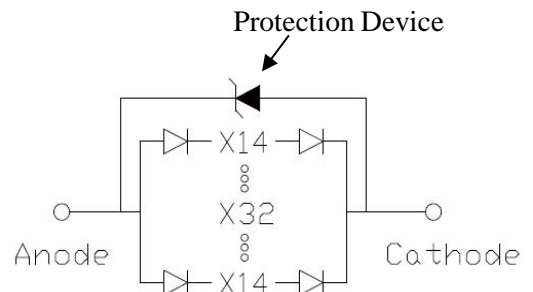 Protection Device
X14
X32
Anode
Cathode
X14